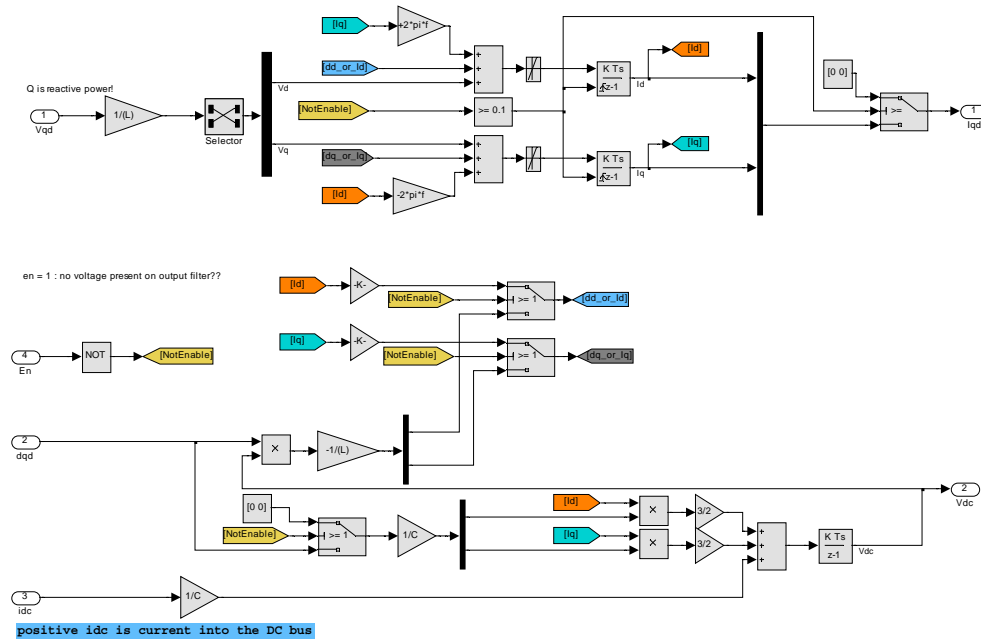 [Iq]
+2*pi*f
[Id]
[dd_or_Id]
+
+
+
[0 0]
K Ts
z-1
Id
Q is reactive power!
Vd
1
Vqd
1/(L)
Selector
[NotEnable]
>= 0.1
>=
1
Iqd
Vq
[dq_or_Iq]
+
+
+
K Ts
z-1
Iq
[Iq]
[Id]
-2*pi*f
en = 1 : no voltage present on output filter??
[Id]
-K-
[NotEnable]
>= 1
[dd_or_Id]
[Iq]
-K-
4
En
NOT
[NotEnable]
[NotEnable]
>= 1
[dq_or_Iq]
2
dqd
×
-1/(L)
2
Vdc
[0 0]
[Id]
×
3/2
[NotEnable]
>= 1
1/C
[Iq]
×
3/2
+
+
+
K Ts
z-1
Vdc
3
idc
1/C
positive idc is current into the DC bus